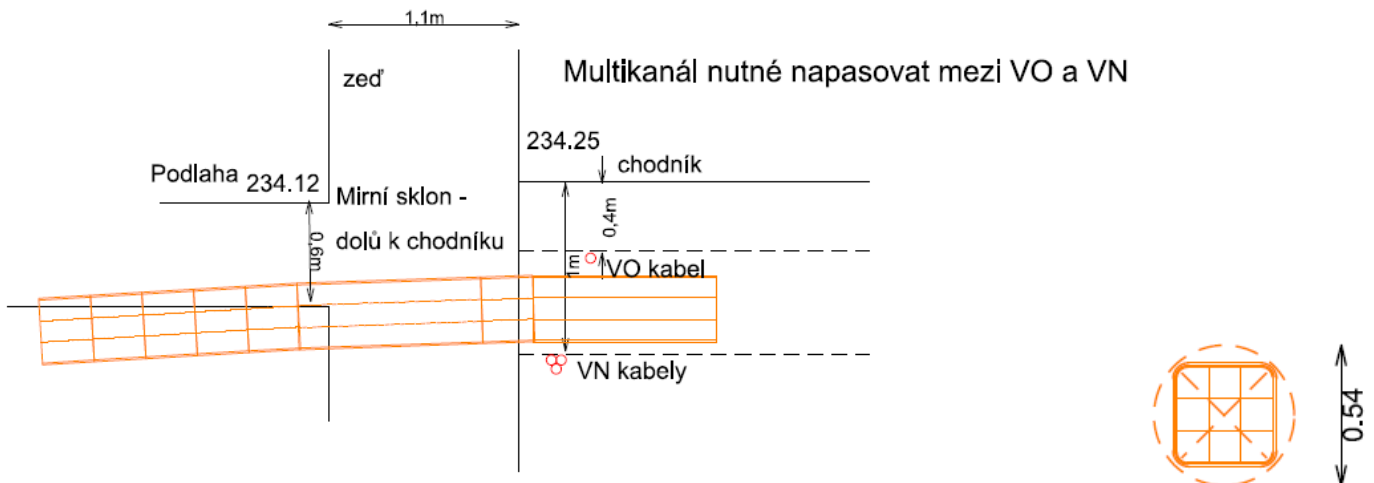 1,1m
zeď
Multikanál nutné napasovat mezi VO a VN
234.25
chodník
Podlaha 234.12
Mirní sklon -
dolů k chodníku
0,6m
0,4m
1m
VO kabel
VN kabely
0.54